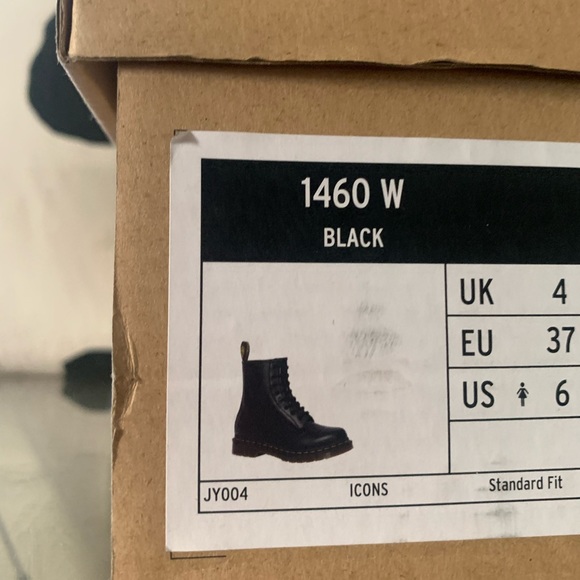 1460 W
BLACK
UK 4
EU 37
US 6
JY004 ICONS Standard Fit